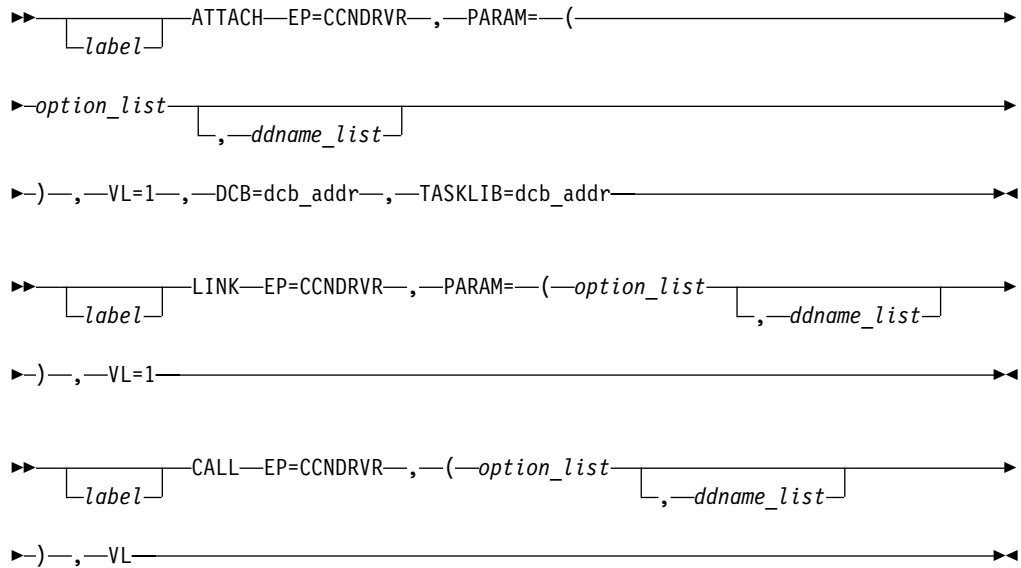 ATTACH EP=CCNDRVR , PARAM= (
label
option_list
, ddname_list
) , VL=1 , DCB=dcb_addr , TASKLIB=dcb_addr
LINK EP=CCNDRVR , PARAM= ( option_list
label , ddname_list
) , VL=1
CALL EP=CCNDRVR , ( option_list
label , ddname_list
) , VL